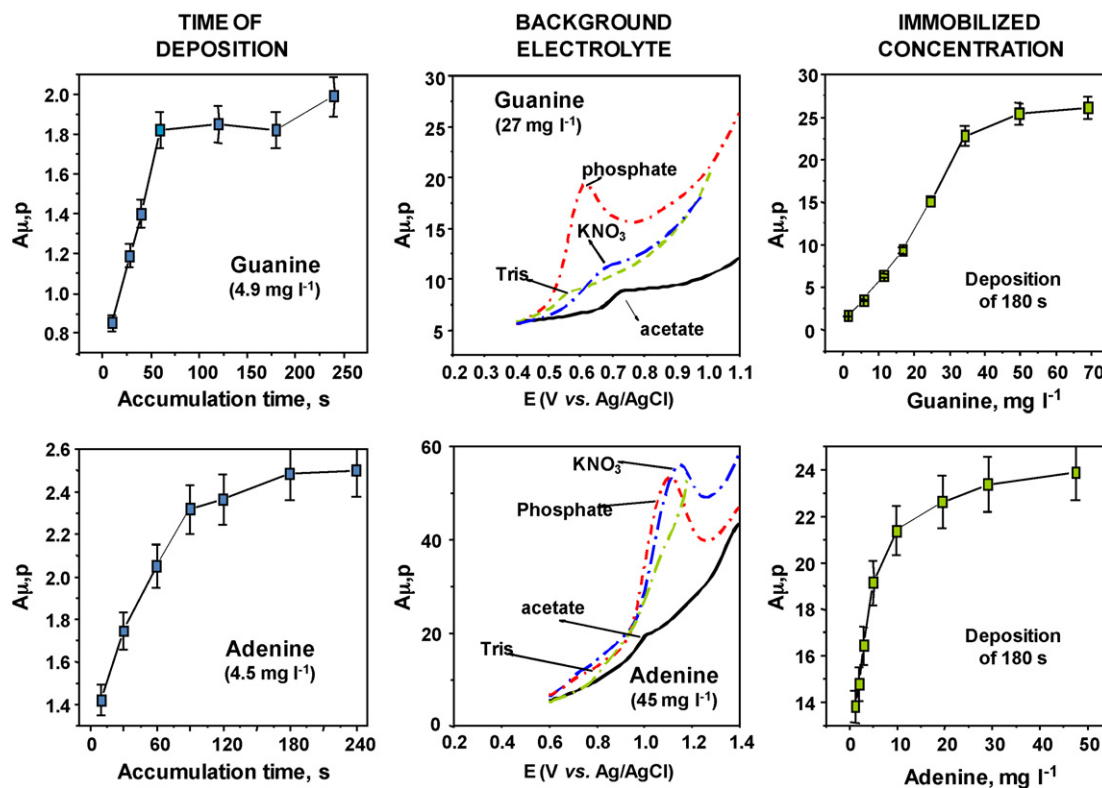 TIME OF
DEPOSITION
BACKGROUND
ELECTROLYTE
IMMOBILIZED
CONCENTRATION
Aμ,p
2.0
1.8
1.6
1.4
1.2
1.0
0.8
Guanine
(4.9 mg l⁻¹)
0 50 100 150 200 250
Accumulation time, s
Aμ,p
30
25
20
15
10
5
Guanine
(27 mg l⁻¹)
phosphate
KNO₃
Tris
acetate
0.2 0.3 0.4 0.5 0.6 0.7 0.8 0.9 1.0 1.1
E (V vs. Ag/AgCl)
Aμ,p
30
25
20
15
10
5
0
Deposition
of 180 s
0 10 20 30 40 50 60 70
Guanine, mg l⁻¹
Aμ,p
2.6
2.4
2.2
2.0
1.8
1.6
1.4
Adenine
(4.5 mg l⁻¹)
0 60 120 180 240
Accumulation time, s
Aμ,p
60
40
20
0
KNO₃
Phosphate
acetate
Tris
Adenine
(45 mg l⁻¹)
0.2 0.4 0.6 0.8 1.0 1.2 1.4
E (V vs. Ag/AgCl)
Aμ,p
24
22
20
18
16
14
Deposition
of 180 s
0 10 20 30 40 50
Adenine, mg l⁻¹